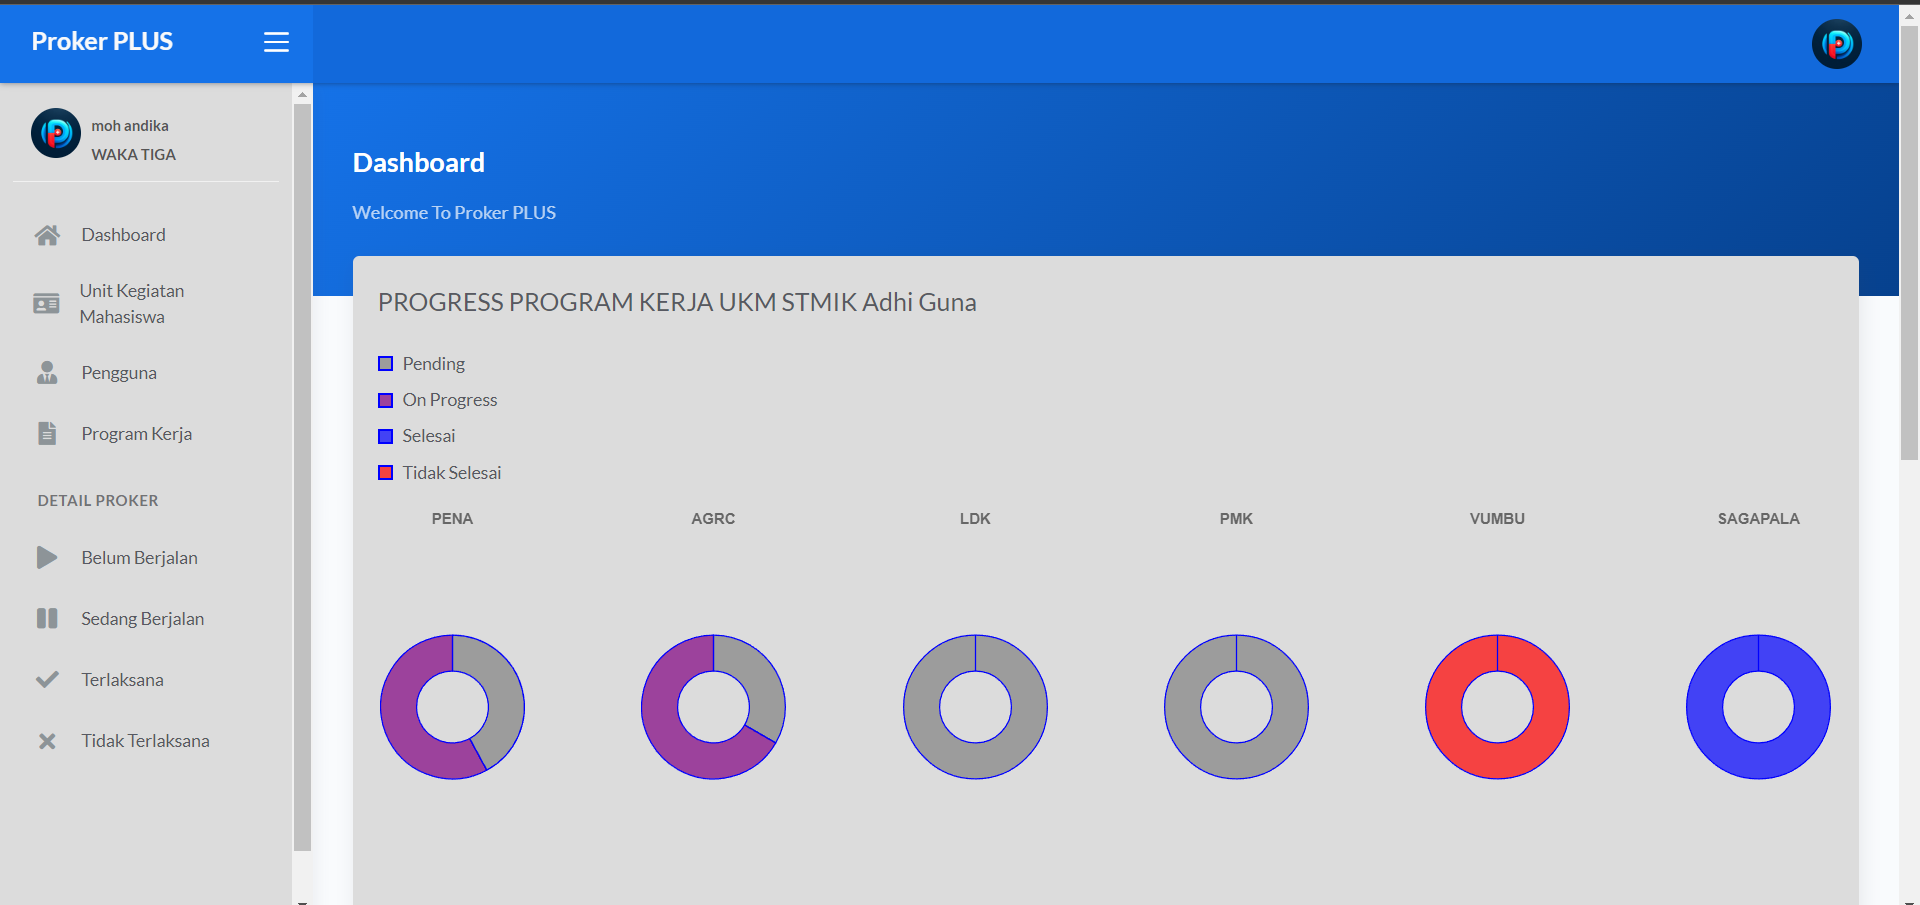 Proker PLUS
moh andika
WAKA TIGA
Dashboard
Unit Kegiatan
Mahasiswa
Pengguna
Program Kerja
DETAIL PROKER
Belum Berjalan
Sedang Berjalan
Terlaksana
Tidak Terlaksana
Dashboard
Welcome To Proker PLUS
PROGRESS PROGRAM KERJA UKM STMIK Adhi Guna
Pending
On Progress
Selesai
Tidak Selesai
PENA
AGRC
LDK
PMK
VUMBU
SAGAPALA